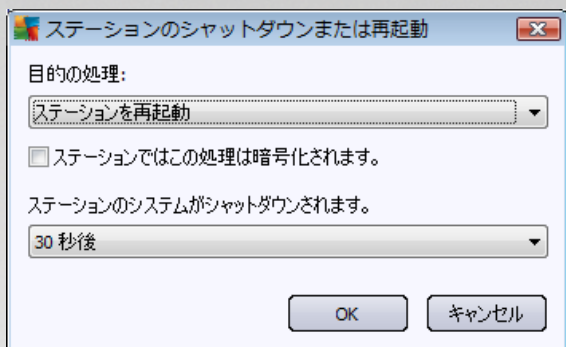 ステーションのシャットダウンまたは再起動
目的の処理:
ステーションを再起動
ステーションではこの処理は暗号化されます。
ステーションのシステムがシャットダウンされます。
30 秒後
OK
キャンセル